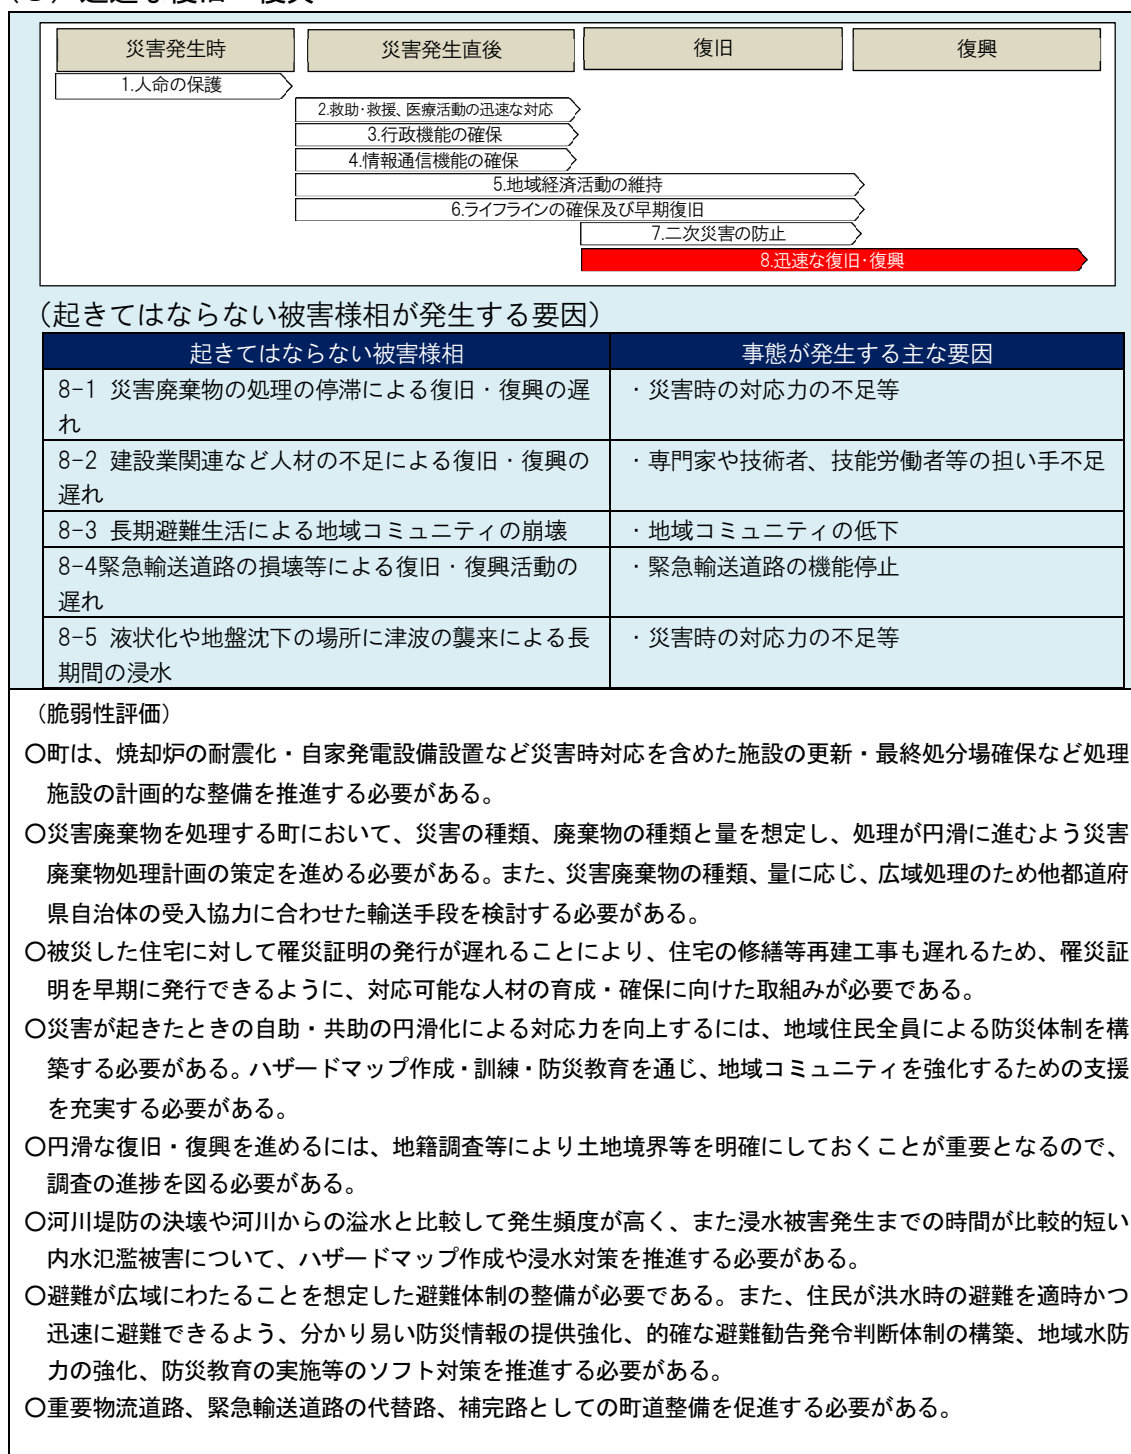 災害発生時
災害発生直後
復旧
復興
1.人命の保護
2.救助・救援、医療活動の迅速な対応
3.行政機能の確保
4.情報通信機能の確保
5.地域経済活動の維持
6.ライフラインの確保及び早期復旧
7.二次災害の防止
8.迅速な復旧・復興
（起きてはならない被害様相が発生する要因）
起きてはならない被害様相
事態が発生する主な要因
8-1 災害廃棄物の処理の停滞による復旧・復興の遅
れ
・災害時の対応力の不足等
8-2 建設業関連など人材の不足による復旧・復興の
遅れ
・専門家や技術者、技能労働者等の担い手不足
8-3 長期避難生活による地域コミュニティの崩壊
・地域コミュニティの低下
8-4緊急輸送道路の損壊等による復旧・復興活動の
遅れ
・緊急輸送道路の機能停止
8-5 液状化や地盤沈下の場所に津波の襲来による長
期間の浸水
・災害時の対応力の不足等
（脆弱性評価）
〇町は、焼却炉の耐震化・自家発電設備設置など災害時対応を含めた施設の更新・最終処分場確保など処理
施設の計画的な整備を推進する必要がある。
〇災害廃棄物を処理する町において、災害の種類、廃棄物の種類と量を想定し、処理が円滑に進むよう災害
廃棄物処理計画の策定を進める必要がある。また、災害廃棄物の種類、量に応じ、広域処理のため他都道府
県自治体の受入協力に合わせた輸送手段を検討する必要がある。
〇被災した住宅に対して罹災証明の発行が遅れることにより、住宅の修繕等再建工事も遅れるため、罹災証
明を早期に発行できるように、対応可能な人材の育成・確保に向けた取組みが必要である。
〇災害が起きたときの自助・共助の円滑化による対応力を向上するには、地域住民全員による防災体制を構
築する必要がある。ハザードマップ作成・訓練・防災教育を通じ、地域コミュニティを強化するための支援
を充実する必要がある。
〇円滑な復旧・復興を進めるには、地籍調査等により土地境界等を明確にしておくことが重要となるので、
調査の進捗を図る必要がある。
〇河川堤防の決壊や河川からの溢水と比較して発生頻度が高く、また浸水被害発生までの時間が比較的短い
内水氾濫被害について、ハザードマップ作成や浸水対策を推進する必要がある。
〇避難が広域にわたることを想定した避難体制の整備が必要である。また、住民が洪水時の避難を適時かつ
迅速に避難できるよう、分かり易い防災情報の提供強化、的確な避難勧告発令判断体制の構築、地域水防
力の強化、防災教育の実施等のソフト対策を推進する必要がある。
〇重要物流道路、緊急輸送道路の代替路、補完路としての町道整備を促進する必要がある。